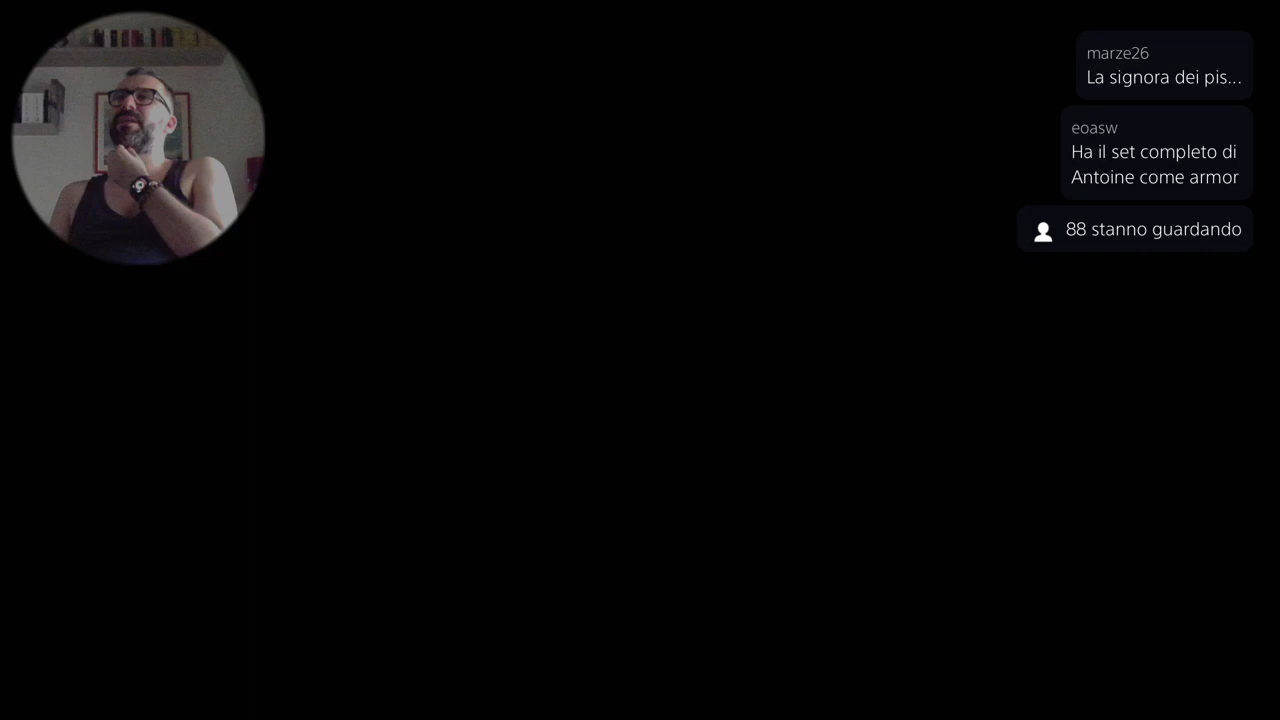 marze26
La signora dei pis...
eoasw
Ha il set completo di
Antoine come armor
88 stanno guardando